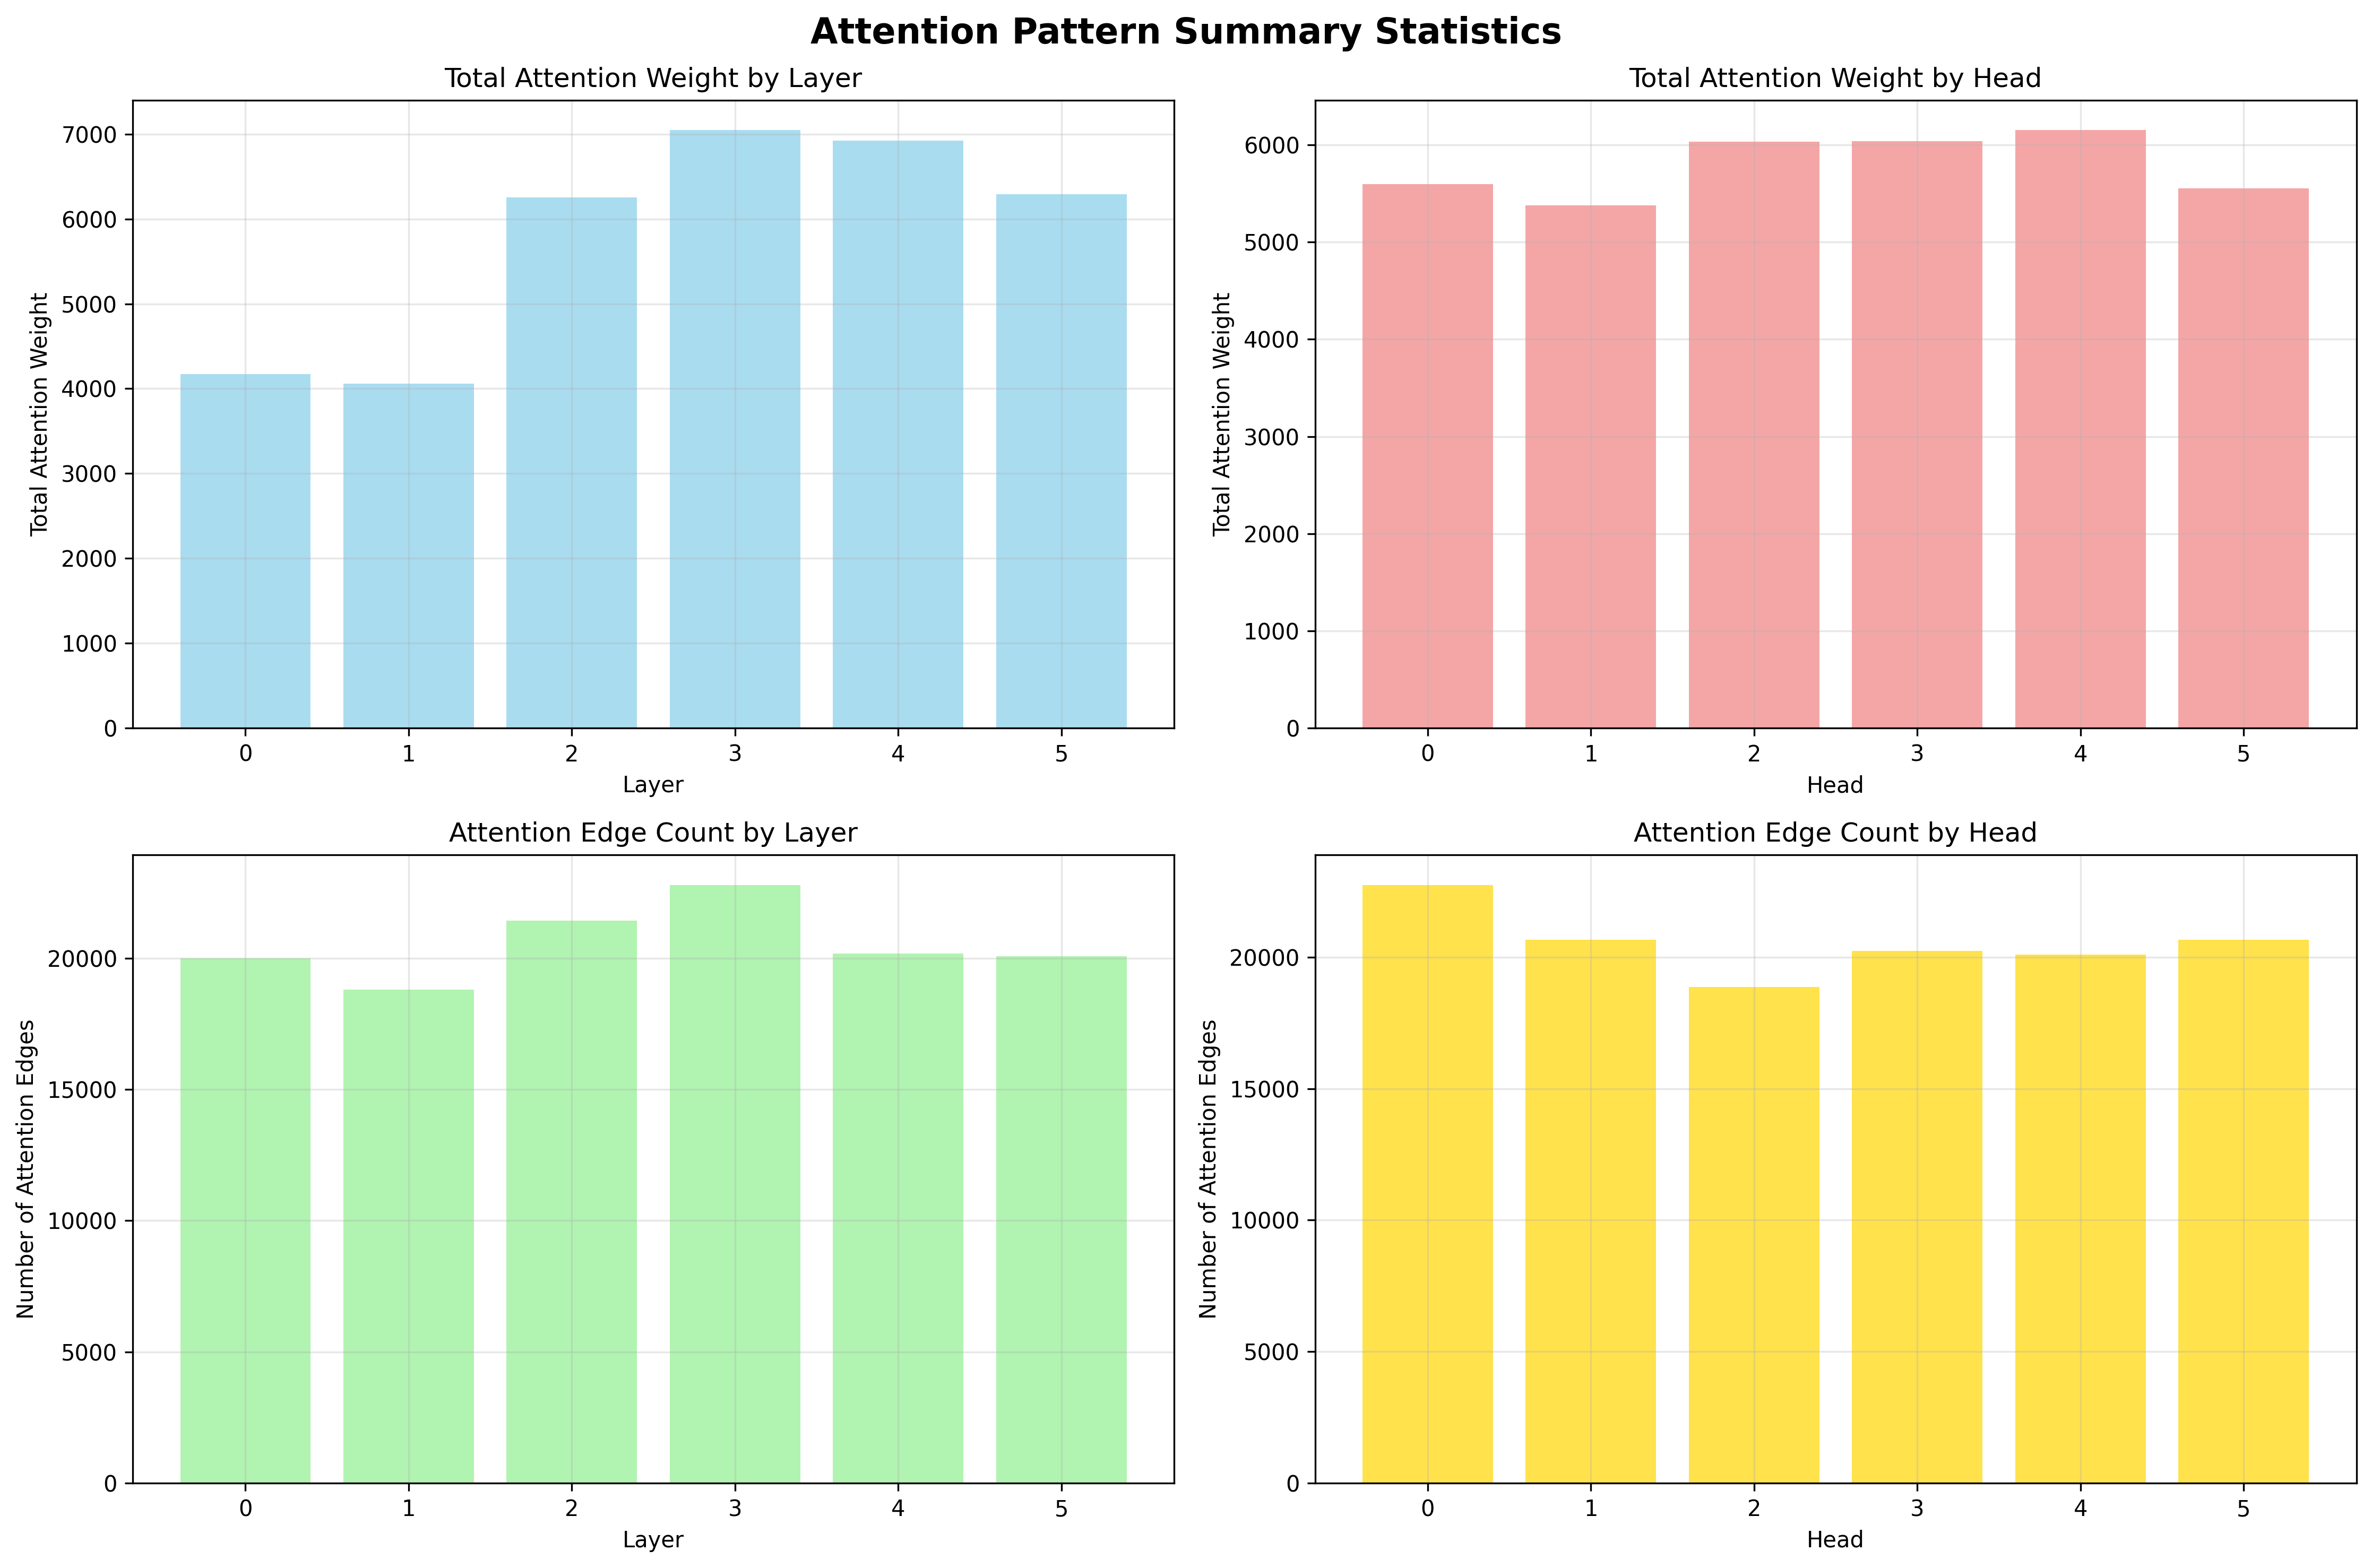 Attention Pattern Summary Statistics
Total Attention Weight by Layer
Total Attention Weight
7000
6000
5000
4000
3000
2000
1000
0
0 1 2 3 4 5
Layer
Total Attention Weight by Head
Total Attention Weight
6000
5000
4000
3000
2000
1000
0
0 1 2 3 4 5
Head
Attention Edge Count by Layer
Number of Attention Edges
20000
15000
10000
5000
0
0 1 2 3 4 5
Layer
Attention Edge Count by Head
Number of Attention Edges
20000
15000
10000
5000
0
0 1 2 3 4 5
Head